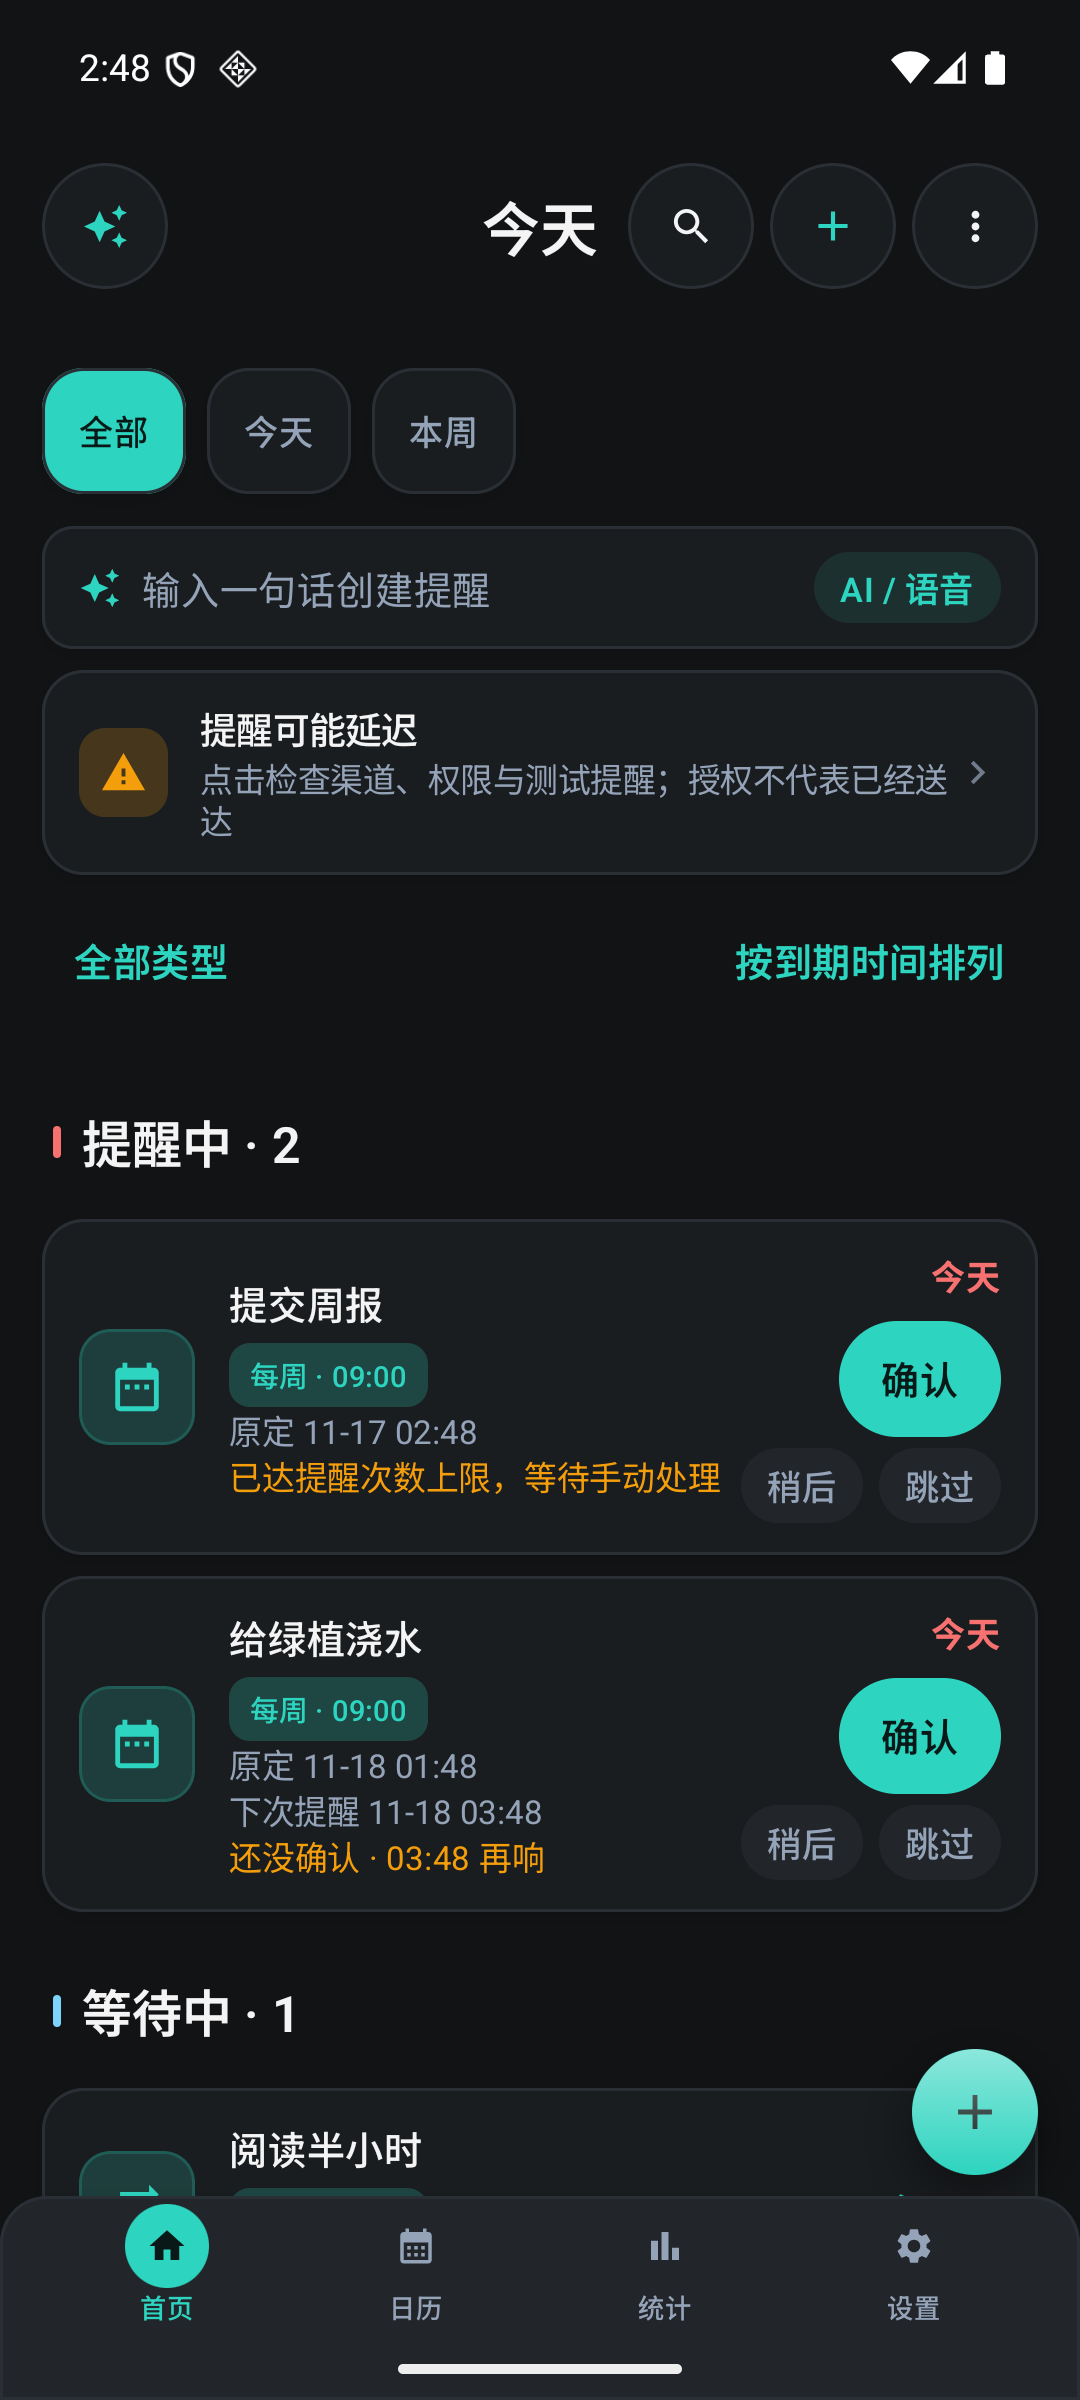 2:48
今天
全部
今天
本周
输入一句话创建提醒
AI / 语音
提醒可能延迟
点击检查渠道、权限与测试提醒；授权不代表已经送
达
全部类型
按到期时间排列
提醒中 · 2
今天
提交周报
每周 · 09:00
确认
原定 11-17 02:48
已达提醒次数上限，等待手动处理
稍后
跳过
今天
给绿植浇水
每周 · 09:00
确认
原定 11-18 01:48
下次提醒 11-18 03:48
还没确认 · 03:48 再响
稍后
跳过
等待中 · 1
阅读半小时
首页
日历
统计
设置